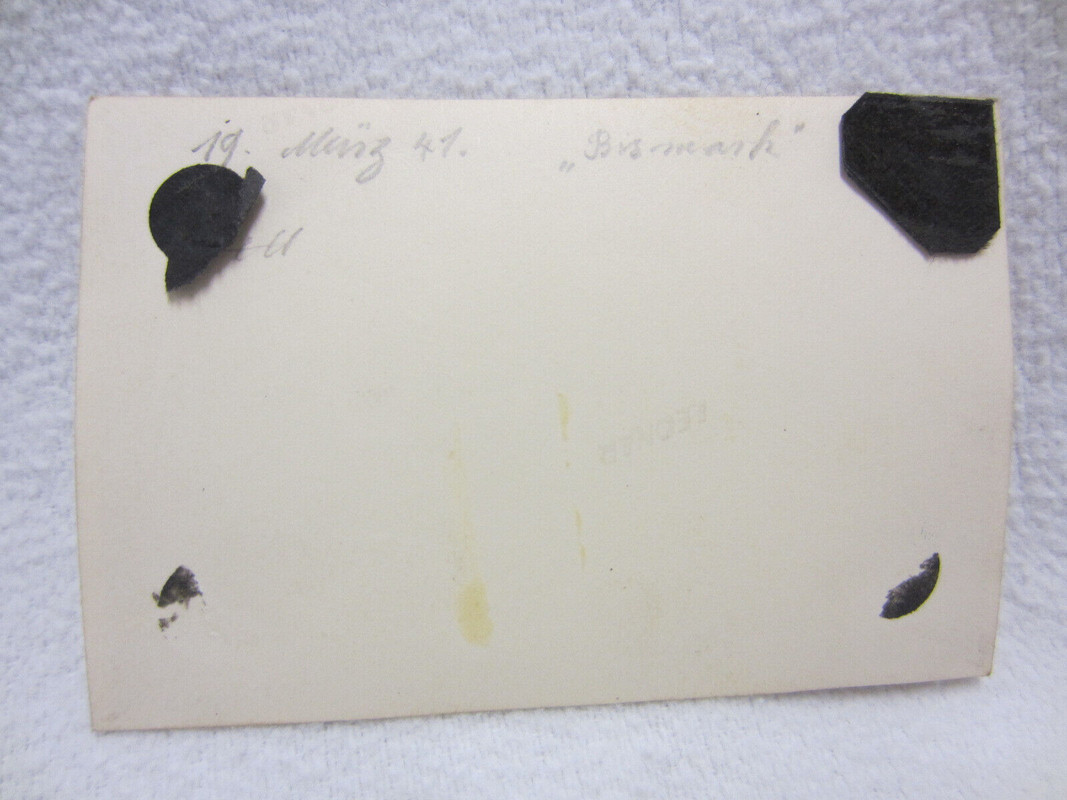 19. März 41. „Bismark"